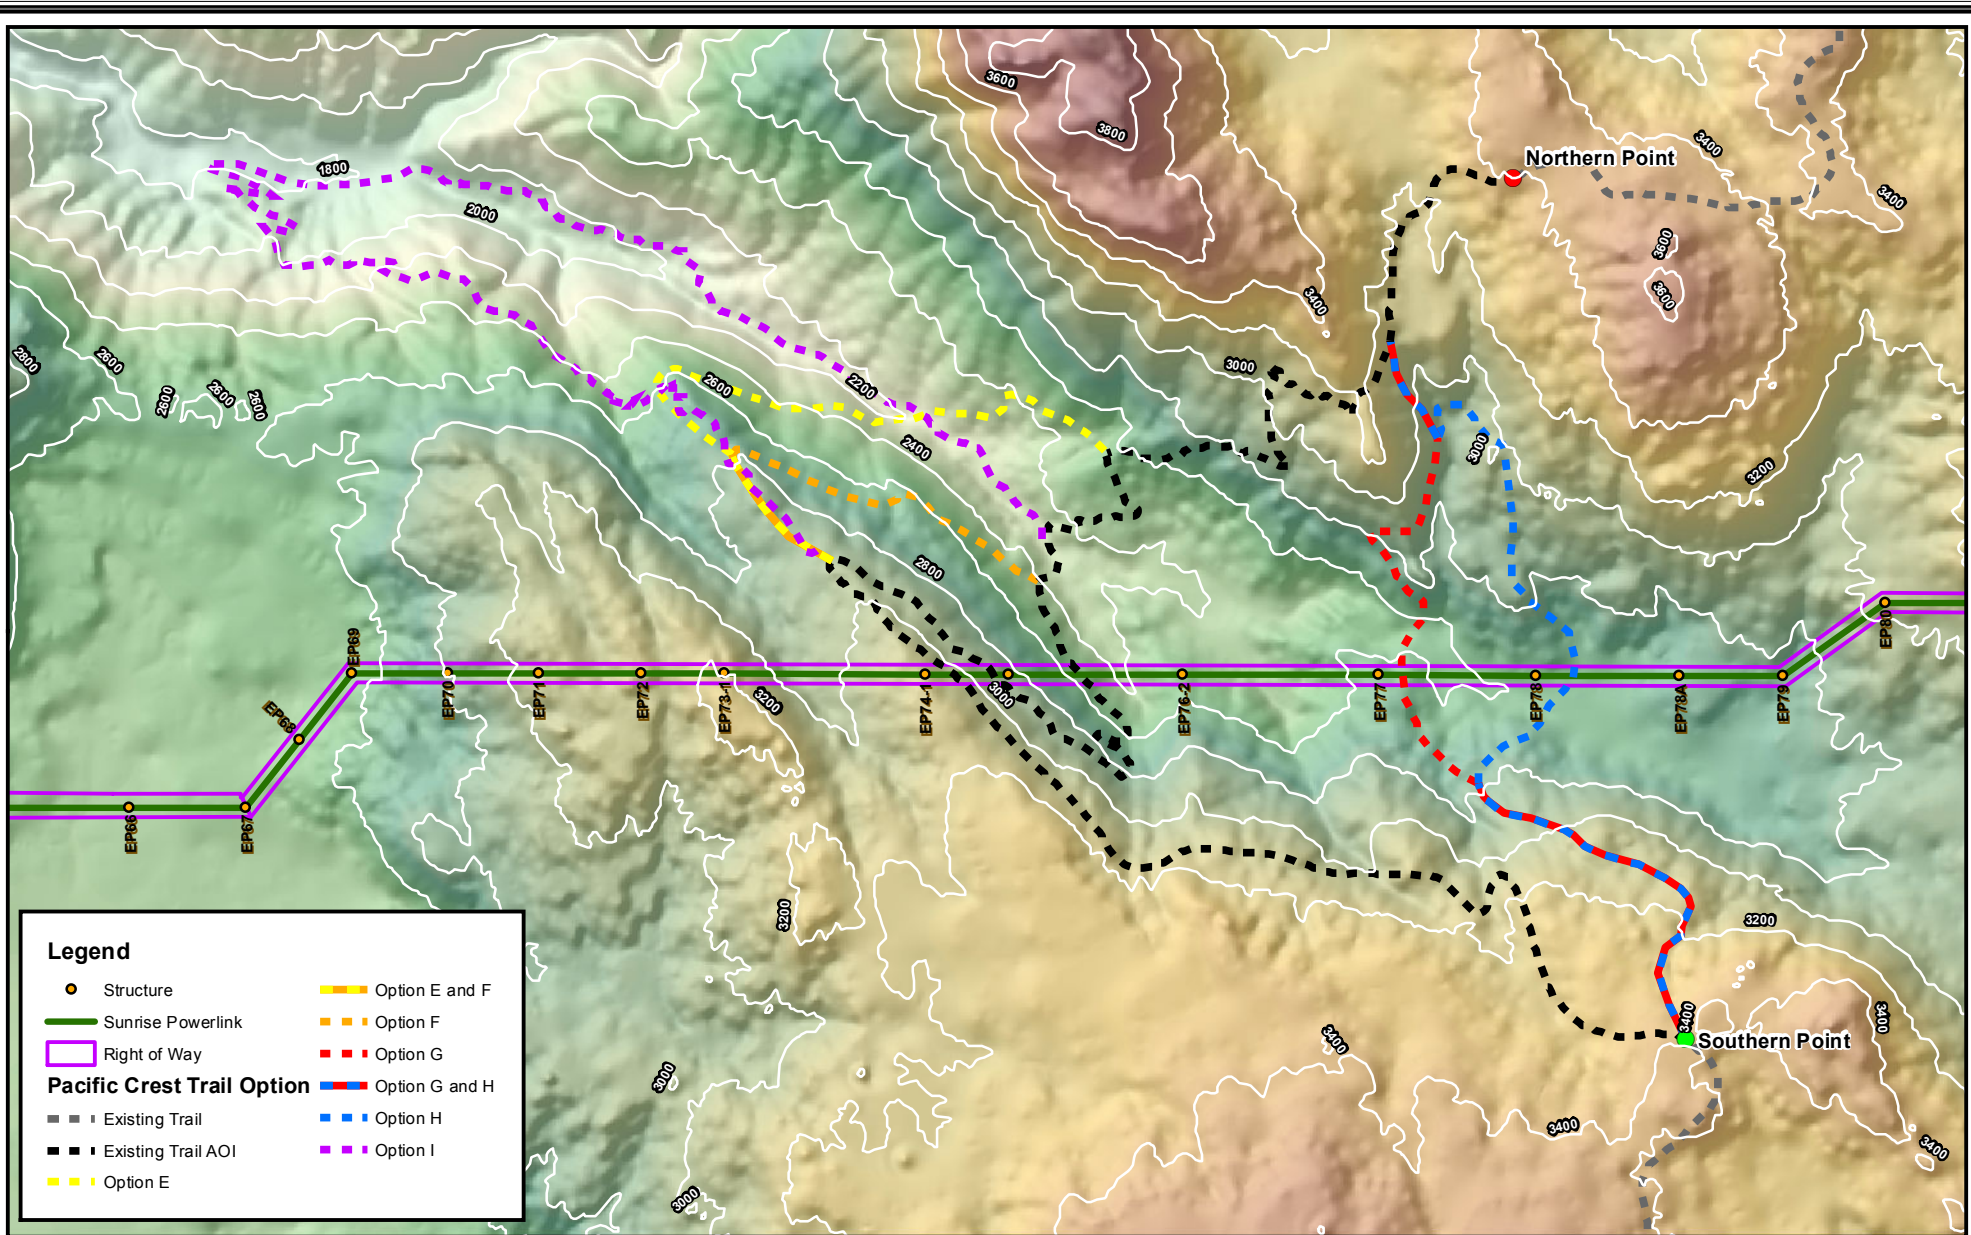 3600
3800
Northern Point
3400
3400
1800
2000
3600
3600
3400
2800
2600
2600
2600
2600
3000
2600
2200
2400
3000
3200
2800
EP80
EP69
EP68
EP70
EP71
EP72
EP73-1
3200
EP74-1
3000
EP76-2
EP77
EP78
EP78A
EP79
EP66
EP67
3200
3200
3400
3400
3400
Southern Point
3000
3400
3400
3000
Legend
Structure
Sunrise Powerlink
Right of Way
Pacific Crest Trail Option
Existing Trail
Existing Trail AOI
Option E
Option E and F
Option F
Option G
Option G and H
Option H
Option I